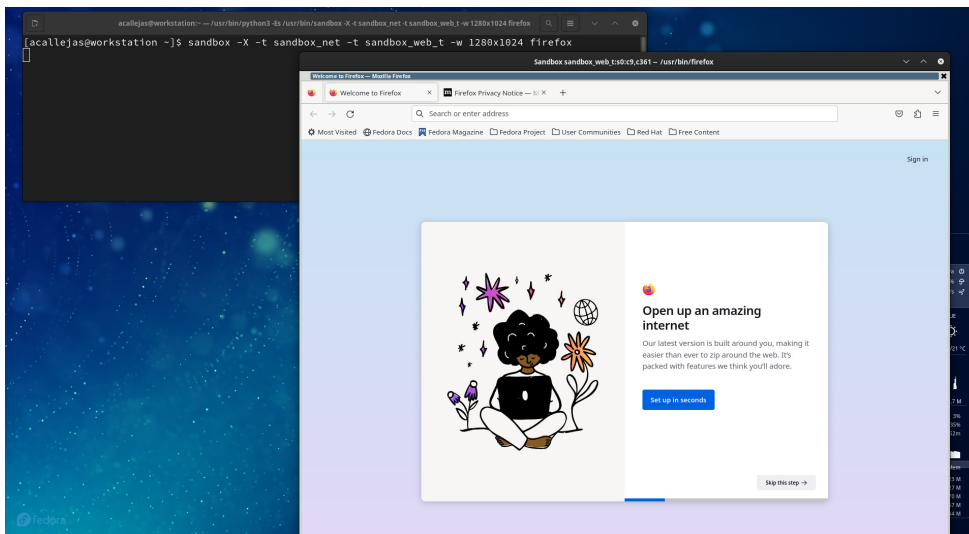 acallejas@workstation:~ — /usr/bin/python3 -Es /usr/bin/sandbox -X -t sandbox_net -t sandbox_web_t -w 1280x1024 firefox
[acallejas@workstation ~]$ sandbox -X -t sandbox_net -t sandbox_web_t -w 1280x1024 firefox
Sandbox sandbox_web_t:s0:c9,c361 -- /usr/bin/firefox
Welcome to Firefox — Mozilla Firefox
Welcome to Firefox
Firefox Privacy Notice —
Search or enter address
Most Visited Fedora Docs Fedora Magazine Fedora Project User Communities Red Hat Free Content
Sign in
Open up an amazing
internet
Our latest version is built around you, making it
easier than ever to zip around the web. It's
packed with features we think you'll adore.
Set up in seconds
Skip this step →
fedora